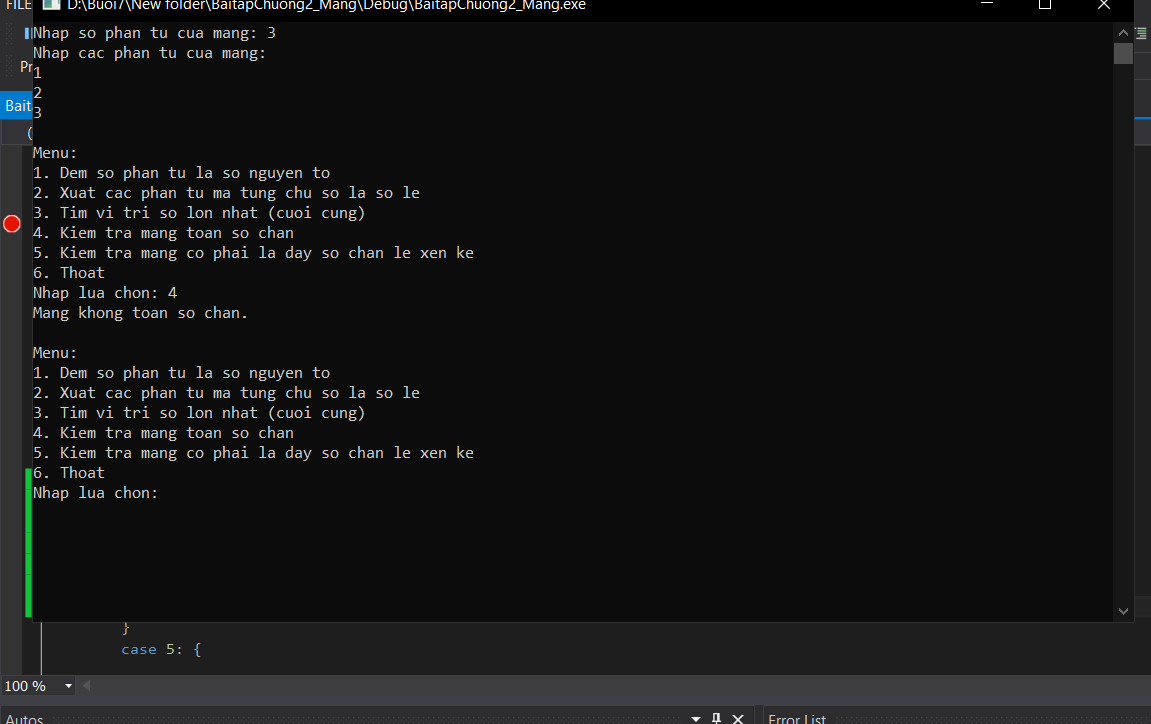 FILE
D:\Buoi7\New folder\BaitapChuong2_Mang\Debug\BaitapChuong2_Mang.exe
Nhap so phan tu cua mang: 3
Nhap cac phan tu cua mang:
Pr
1
2
Bait
3
(
Menu:
1. Dem so phan tu la so nguyen to
2. Xuat cac phan tu ma tung chu so la so le
3. Tim vi tri so lon nhat (cuoi cung)
4. Kiem tra mang toan so chan
5. Kiem tra mang co phai la day so chan le xen ke
6. Thoat
Nhap lua chon: 4
Mang khong toan so chan.
Menu:
1. Dem so phan tu la so nguyen to
2. Xuat cac phan tu ma tung chu so la so le
3. Tim vi tri so lon nhat (cuoi cung)
4. Kiem tra mang toan so chan
5. Kiem tra mang co phai la day so chan le xen ke
6. Thoat
Nhap lua chon:
}
case 5: {
100 %
Autos
Error List